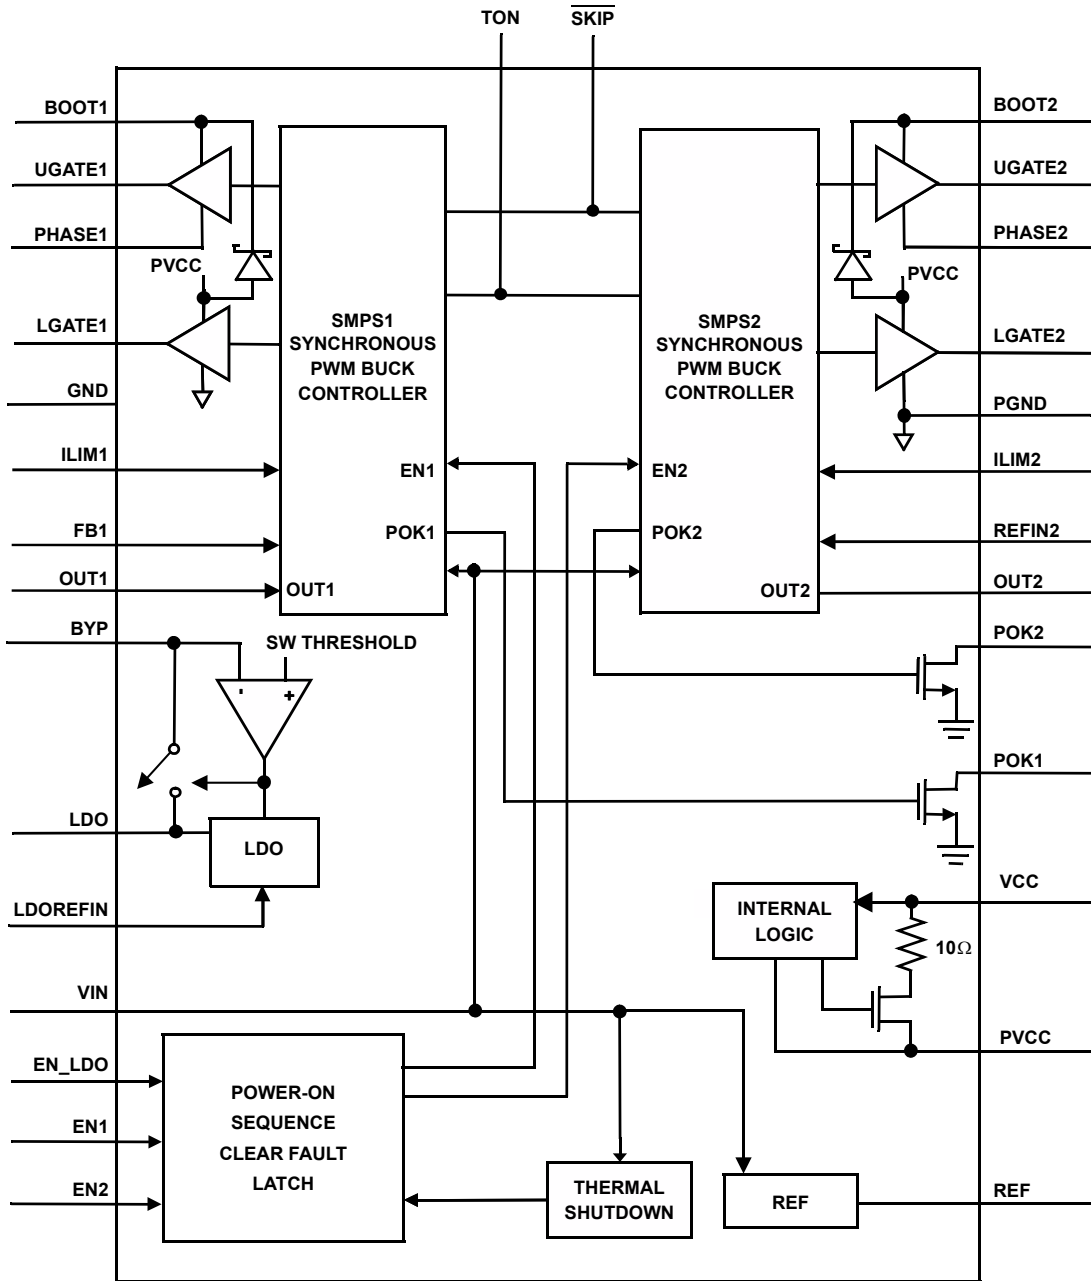 TON
SKIP
BOOT1
UGATE1
PHASE1
PVCC
LGATE1
GND
ILIM1
FB1
OUT1
BYP
SMPS1
SYNCHRONOUS
PWM BUCK
CONTROLLER
EN1
POK1
OUT1
SMPS2
SYNCHRONOUS
PWM BUCK
CONTROLLER
EN2
POK2
OUT2
BOOT2
UGATE2
PHASE2
PVCC
LGATE2
PGND
ILIM2
REFIN2
OUT2
POK2
POK1
SW THRESHOLD
- +
LDO
LDO
LDOREFIN
VIN
EN_LDO
EN1
EN2
POWER-ON
SEQUENCE
CLEAR FAULT
LATCH
THERMAL
SHUTDOWN
REF
REF
INTERNAL
LOGIC
10Ω
VCC
PVCC